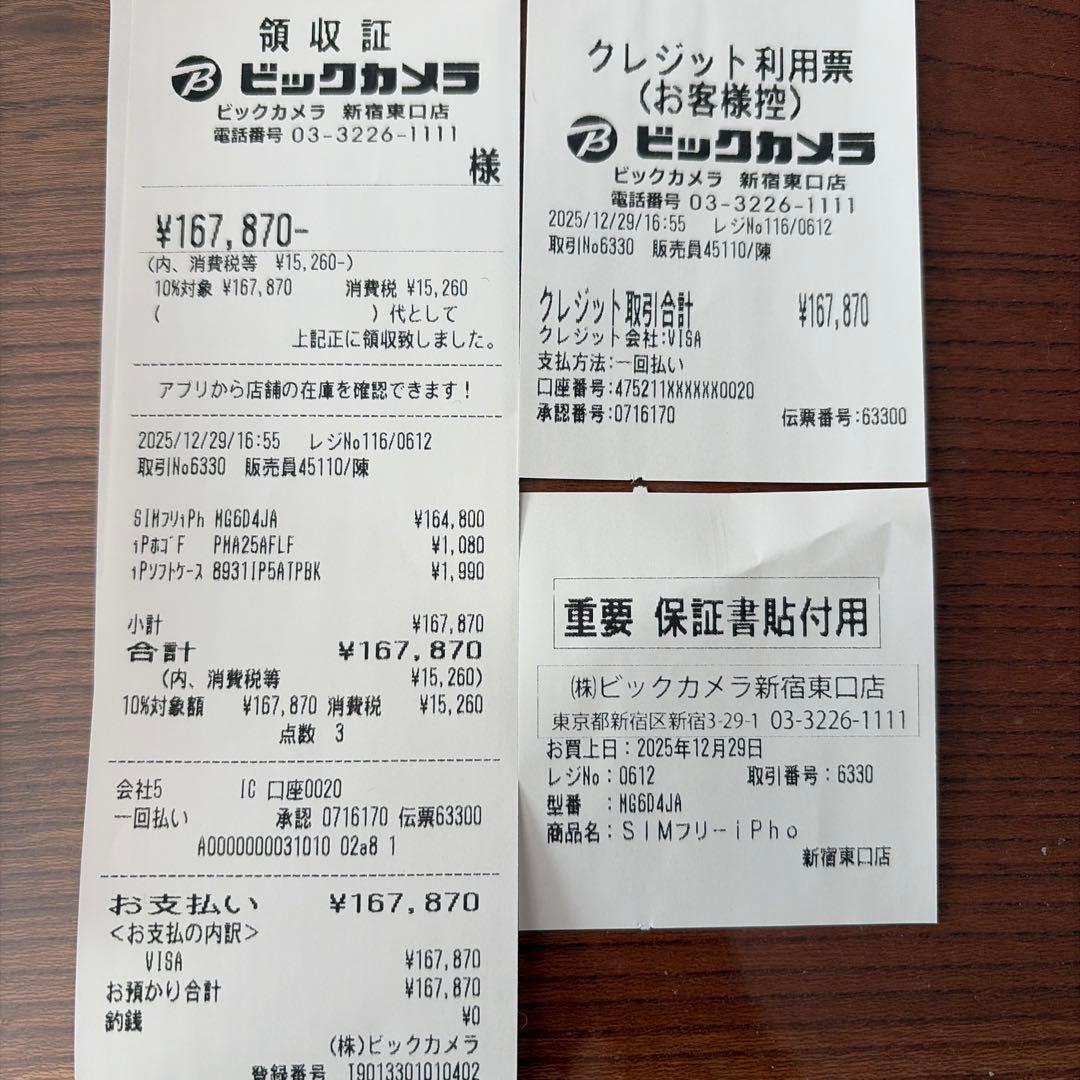 領収証
B ビックカメラ
ビックカメラ 新宿東口店
電話番号 03-3226-1111
様
¥167,870-
(内、消費税等 ¥15,260-)
10%対象 ¥167,870 消費税 ¥15,260
( )代として
上記正に領収致しました。
アプリから店舗の在庫を確認できます!
2025/12/29/16:55 レジNo116/0612
取引No6330 販売員45110/陳
SIMフリiPh MG6D4JA ¥164,800
iPホゴF PMA25AFLF ¥1,080
iPソフトケース 8931IP5ATPBK ¥1,990
小計 ¥167,870
合計 ¥167,870
(内、消費税等 ¥15,260)
10%対象額 ¥167,870 消費税 ¥15,260
点数 3
会社5 IC 口座0020
一回払い 承認 0716170 伝票63300
A0000000031010 02a8 1
お支払い ¥167,870
<お支払の内訳>
VISA ¥167,870
お預かり合計 ¥167,870
釣銭 ¥0
(株)ビックカメラ
登録番号 T9013301010402
クレジット利用票
(お客様控)
B ビックカメラ
ビックカメラ 新宿東口店
電話番号 03-3226-1111
2025/12/29/16:55 レジNo116/0612
取引No6330 販売員45110/陳
クレジット取引合計 ¥167,870
クレジット会社:VISA
支払方法:一回払い
口座番号:475211XXXXXX0020
承認番号:0716170 伝票番号:63300
重要 保証書貼付用
(株)ビックカメラ新宿東口店
東京都新宿区新宿3-29-1 03-3226-1111
お買上日:2025年12月29日
レジNo:0612 取引番号:6330
型番 :MG6D4JA
商品名:SIMフリーiPho
新宿東口店